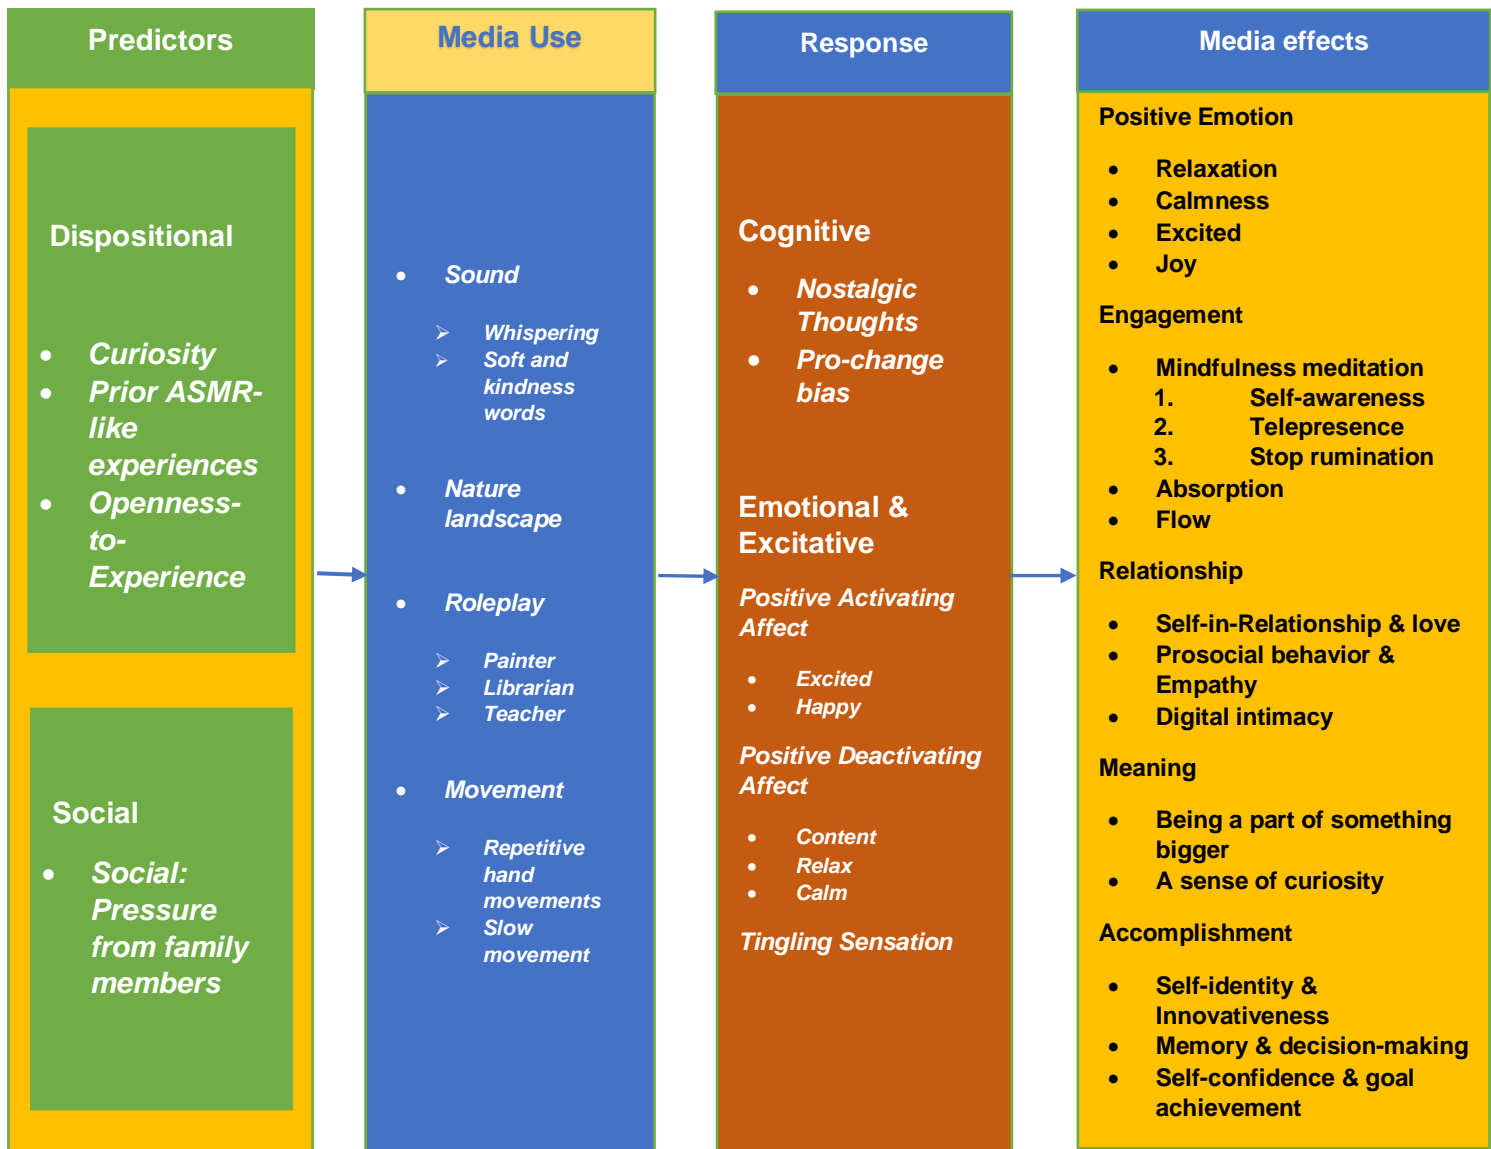 Predictors
Dispositional
• Curiosity
• Prior ASMR-
like
experiences
• Openness-
to-
Experience
Social
• Social:
Pressure
from family
members
Media Use
• Sound
➢ Whispering
➢ Soft and
kindness
words
• Nature
landscape
• Roleplay
➢ Painter
➢ Librarian
➢ Teacher
• Movement
➢ Repetitive
hand
movements
➢ Slow
movement
Response
Cognitive
• Nostalgic
Thoughts
• Pro-change
bias
Emotional &
Excitative
Positive Activating
Affect
• Excited
• Happy
Positive Deactivating
Affect
• Content
• Relax
• Calm
Tingling Sensation
Media effects
Positive Emotion
• Relaxation
• Calmness
• Excited
• Joy
Engagement
• Mindfulness meditation
1. Self-awareness
2. Telepresence
3. Stop rumination
• Absorption
• Flow
Relationship
• Self-in-Relationship & love
• Prosocial behavior &
Empathy
• Digital intimacy
Meaning
• Being a part of something
bigger
• A sense of curiosity
Accomplishment
• Self-identity &
Innovativeness
• Memory & decision-making
• Self-confidence & goal
achievement